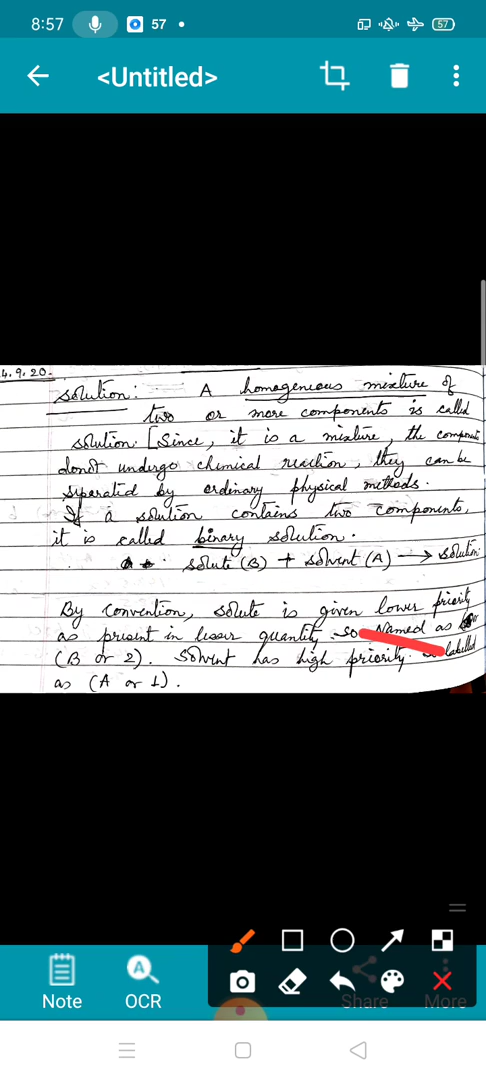 8:57 57 57
<Untitled>
4.9.20.
Solution: A homogeneous mixture of
two or more components is called
solution. [Since, it is a mixture, the components
donot undergo chemical reaction, they can be
separated by ordinary physical methods.
If a solution contains two components,
it is called binary solution.
solute (B) + solvent (A) → solution
By convention, solute is given lower priority
as present in lesser quantity. so Named as
(B or 2). Solvent has high priority. labelled
as (A or 1).
Note OCR Share More